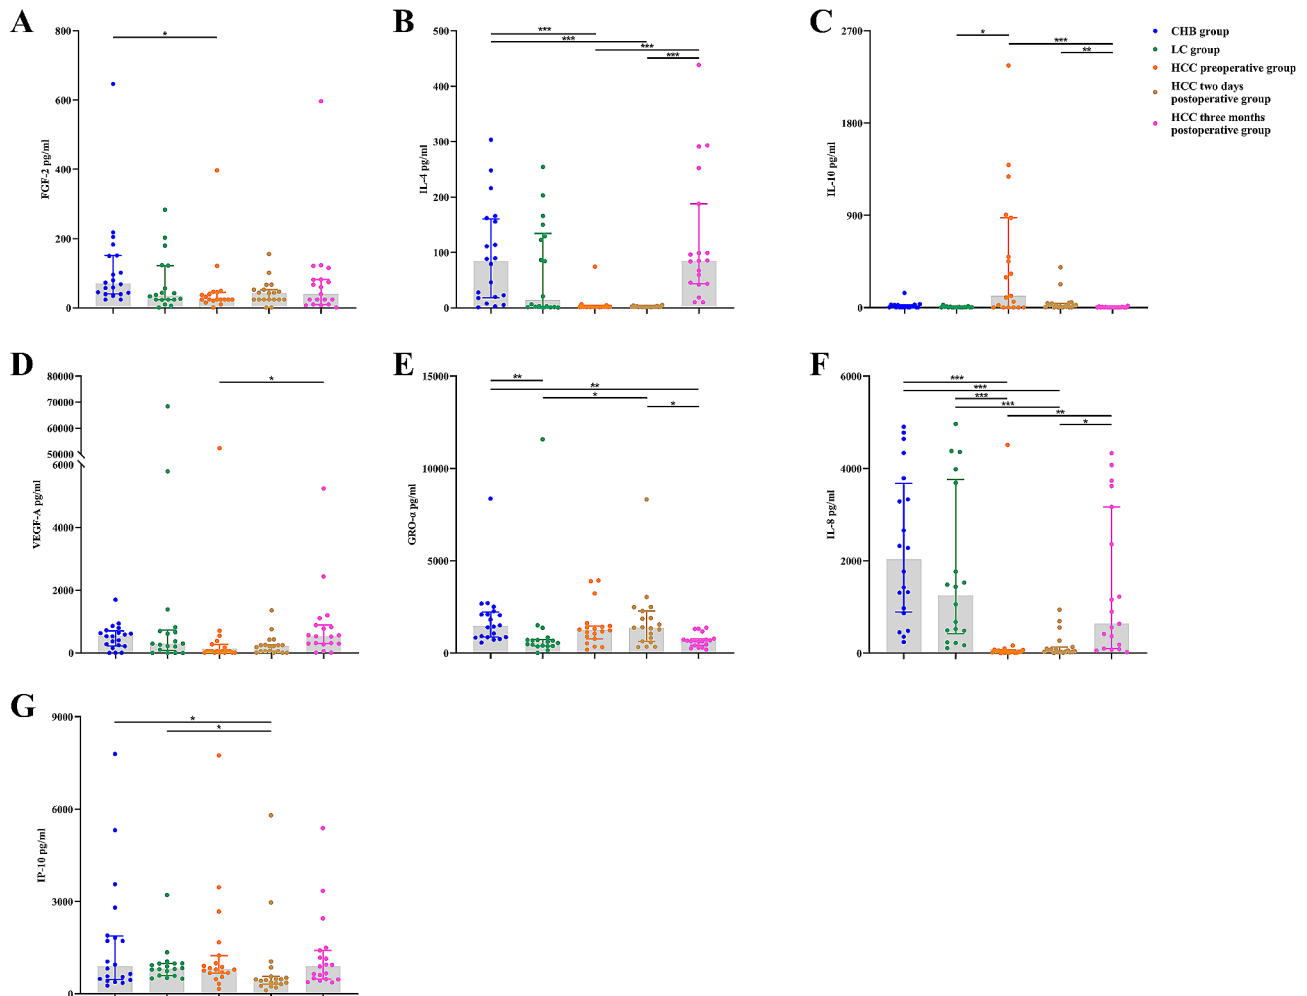 A
FGF-2 pg/ml
800
600
400
200
0
*
B
IL-4 pg/ml
500
400
300
200
100
0
***
***
***
***
C
IL-10 pg/ml
2700
1800
900
0
*
***
**
CHB group
LC group
HCC preoperative group
HCC two days
postoperative group
HCC three months
postoperative group
D
VEGF-A pg/ml
80000
70000
60000
50000
6000
4000
2000
0
*
E
GRO-α pg/ml
15000
10000
5000
0
**
**
*
*
F
IL-8 pg/ml
6000
4000
2000
0
***
***
***
***
**
*
G
IP-10 pg/ml
9000
6000
3000
0
*
*